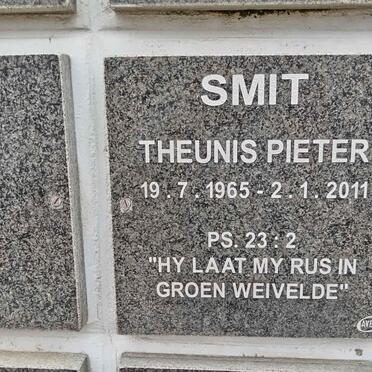 SMIT
THEUNIS PIETER
19.7.1965 - 2.1.2011
PS. 23:2
"HY LAAT MY RUS IN
GROEN WEIVELDE"